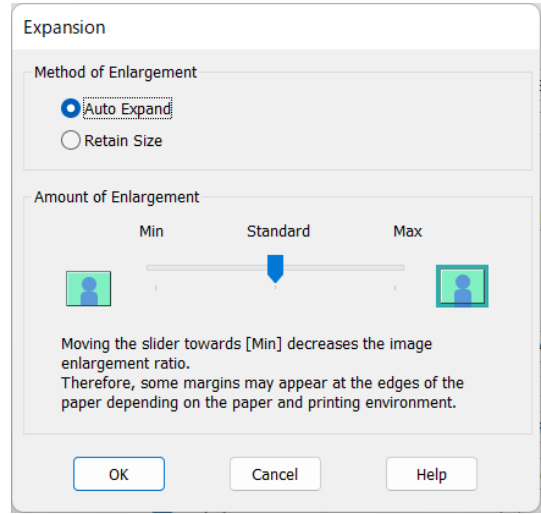 Expansion
Method of Enlargement
Auto Expand
Retain Size
Amount of Enlargement
Min Standard Max
Moving the slider towards [Min] decreases the image
enlargement ratio.
Therefore, some margins may appear at the edges of the
paper depending on the paper and printing environment.
OK Cancel Help